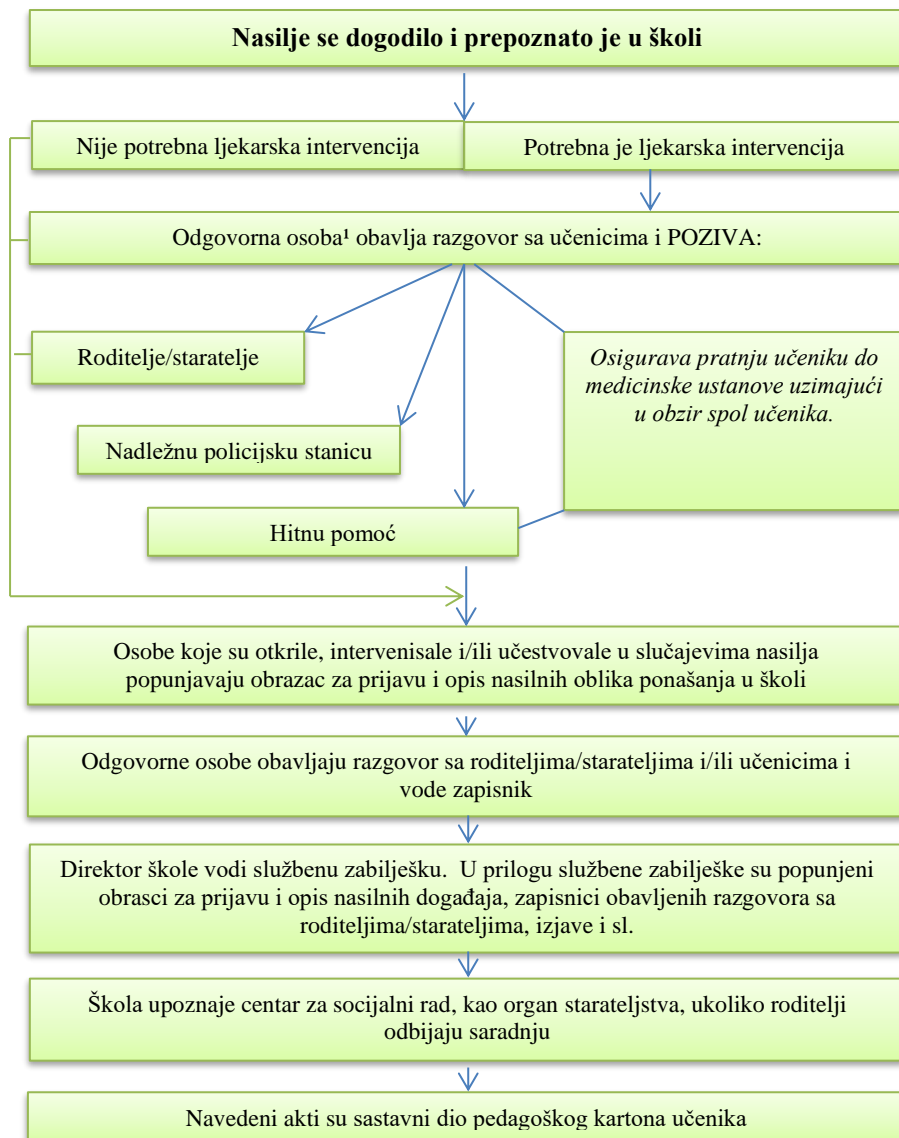 Nasilje se dogodilo i prepoznato je u školi
Nije potrebna ljekarska intervencija
Potrebna je ljekarska intervencija
Odgovorna osoba¹ obavlja razgovor sa učenicima i POZIVA:
Roditelje/staratelje
Osigurava pratnju učeniku do
medicinske ustanove uzimajući
u obzir spol učenika.
Nadležnu policijsku stanicu
Hitnu pomoć
Osobe koje su otkrile, intervenisale i/ili učestvovale u slučajevima nasilja
popunjavaju obrazac za prijavu i opis nasilnih oblika ponašanja u školi
Odgovorne osobe obavljaju razgovor sa roditeljima/starateljima i/ili učenicima i
vode zapisnik
Direktor škole vodi službenu zabilješku. U prilogu službene zabilješke su popunjeni
obrasci za prijavu i opis nasilnih događaja, zapisnici obavljenih razgovora sa
roditeljima/starateljima, izjave i sl.
Škola upoznaje centar za socijalni rad, kao organ starateljstva, ukoliko roditelji
odbijaju saradnju
Navedeni akti su sastavni dio pedagoškog kartona učenika